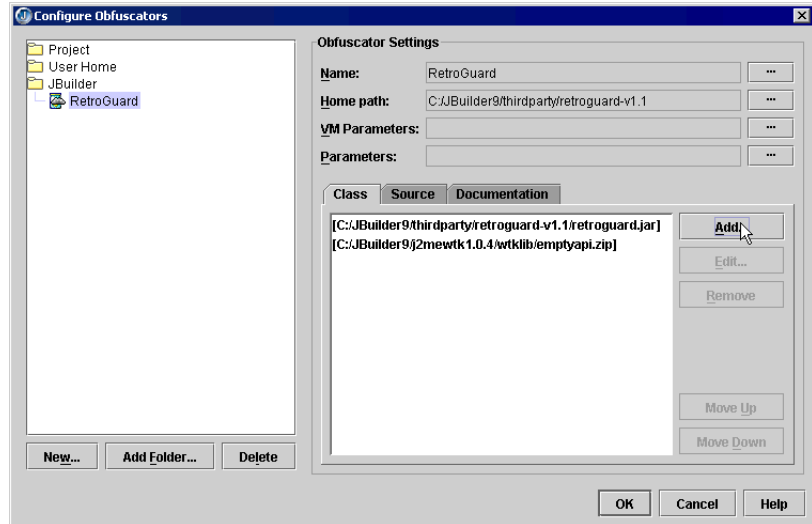 Configure Obfuscators
Project
User Home
JBuilder
RetroGuard
New...
Add Folder...
Delete
Obfuscator Settings
Name: RetroGuard ...
Home path: C:/JBuilder9/thirdparty/retroguard-v1.1 ...
VM Parameters: ...
Parameters: ...
Class Source Documentation
[C:/JBuilder9/thirdparty/retroguard-v1.1/retroguard.jar]
[C:/JBuilder9/j2mewtk1.0.4/wtklib/emptyapi.zip]
Add...
Edit...
Remove
Move Up
Move Down
OK Cancel Help